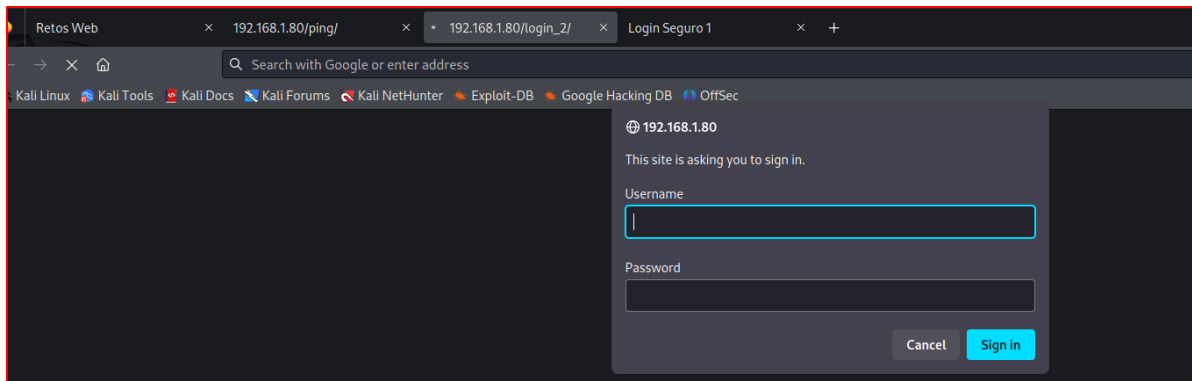 Retos Web × 192.168.1.80/ping/ × • 192.168.1.80/login_2/ × Login Seguro 1 × +
Search with Google or enter address
Kali Linux Kali Tools Kali Docs Kali Forums Kali NetHunter Exploit-DB Google Hacking DB OffSec
192.168.1.80
This site is asking you to sign in.
Username
Password
Cancel Sign in